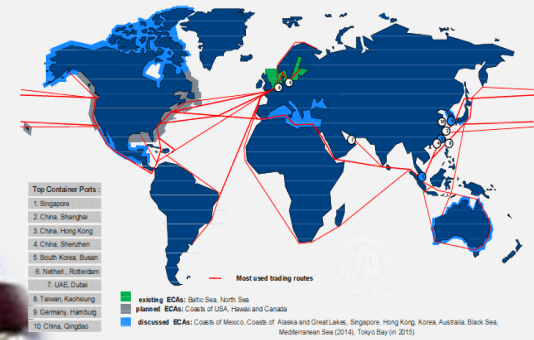 Top Container Ports :
1. Singapore
2. China, Shanghai
3. China, Hong Kong
4. China, Shenzhen
5. South Korea, Busan
6. Netherl., Rotterdam
7. UAE, Dubai
8. Taiwan, Kaohsiung
9. Germany, Hamburg
10. China, Qingdao
Most used trading routes
existing ECAs: Baltic Sea, North Sea
planned ECAs: Coasts of USA, Hawaii and Canada
discussed ECAs: Coasts of Mexico, Coasts of Alaska and Great Lakes, Singapore, Hong Kong, Korea, Australia, Black Sea,
Mediterranean Sea (2014), Tokyo Bay (in 2015)